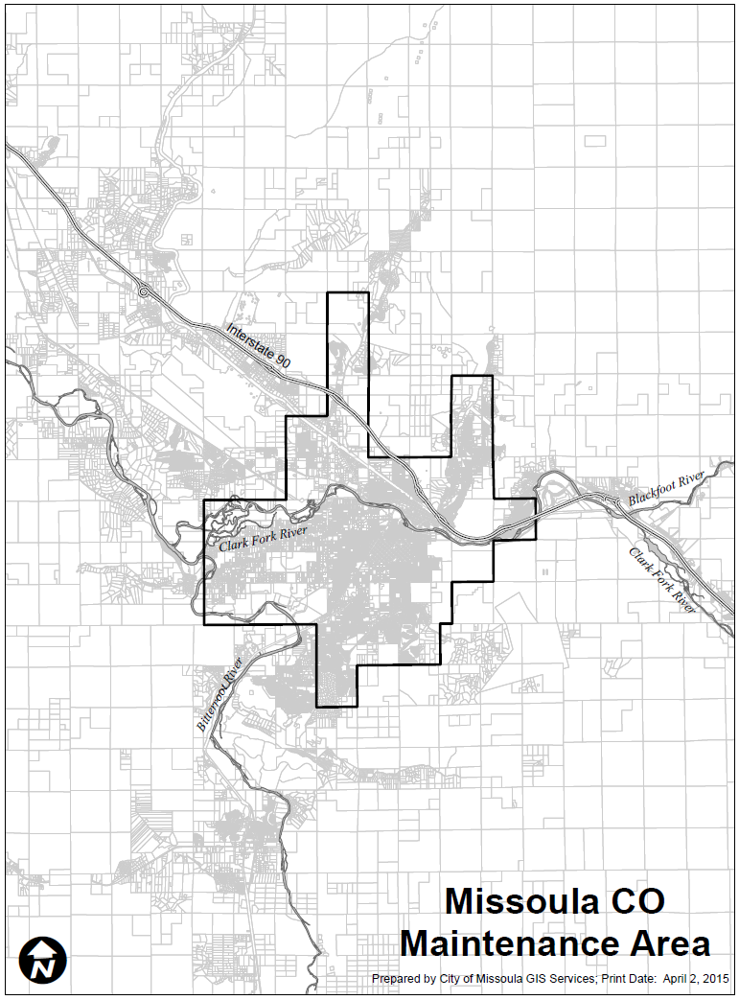 Interstate 90
Blackfoot River
Clark Fork River
Clark Fork River
Bitterroot River
Missoula CO
Maintenance Area
N
Prepared by City of Missoula GIS Services; Print Date: April 2, 2015